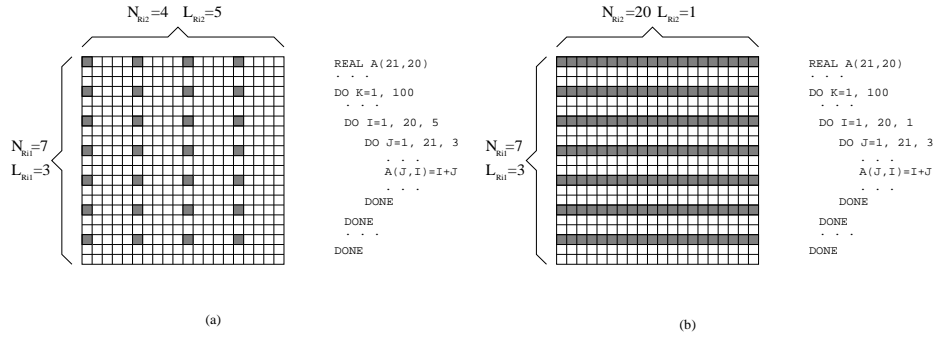 N_Ri2=4 L_Ri2=5
N_Ri1=7
L_Ri1=3
REAL A(21,20)
. . .
DO K=1, 100
. . .
DO I=1, 20, 5
DO J=1, 21, 3
. . .
A(J,I)=I+J
. . .
DONE
DONE
. . .
DONE
(a)
N_Ri2=20 L_Ri2=1
N_Ri1=7
L_Ri1=3
REAL A(21,20)
. . .
DO K=1, 100
. . .
DO I=1, 20, 1
DO J=1, 21, 3
. . .
A(J,I)=I+J
. . .
DONE
DONE
. . .
DONE
(b)